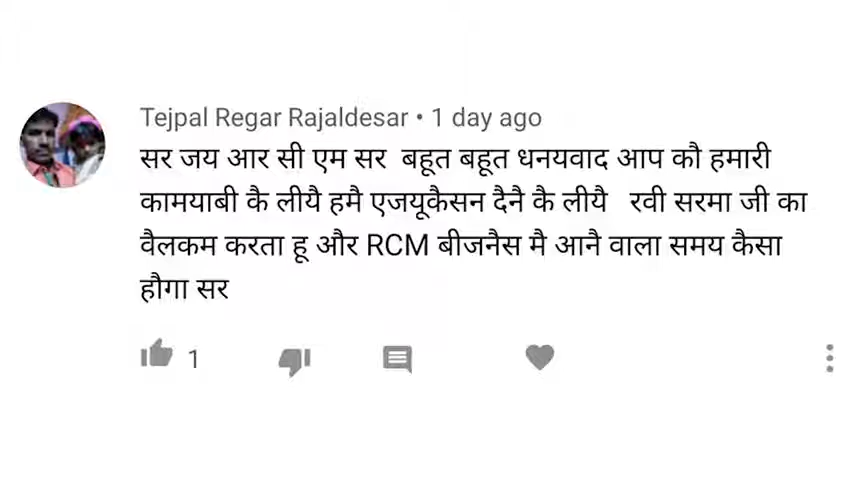 Tejpal Regar Rajaldesar • 1 day ago
सर जय आर सी एम सर बहूत बहूत धनयवाद आप कौ हमारी
कामयाबी कै लीयै हमै एजयूकैसन दैनै कै लीयै रवी सरमा जी का
वैलकम करता हू और RCM बीजनैस मै आनै वाला समय कैसा
हौगा सर
1